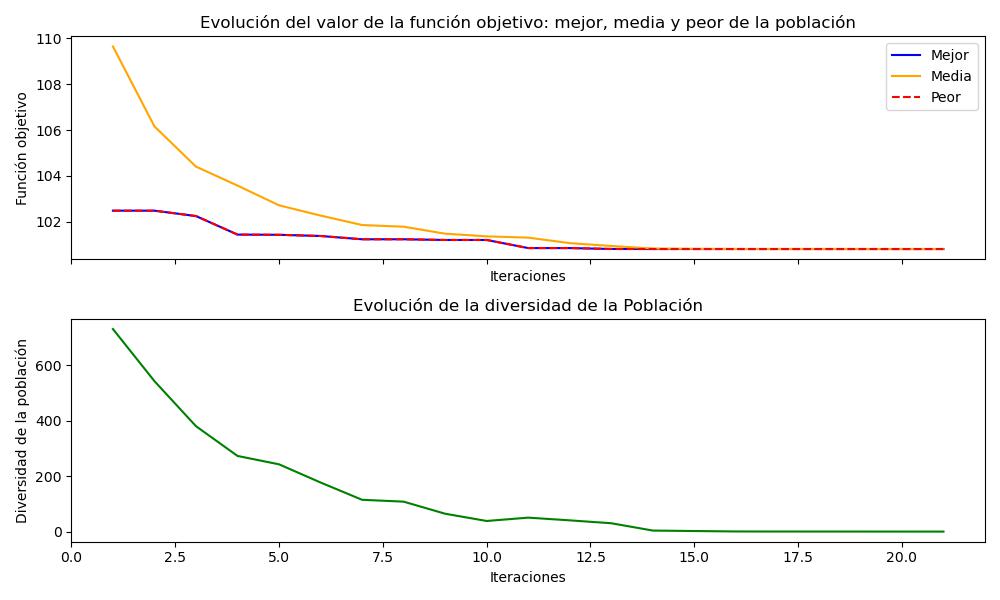 Evolución del valor de la función objetivo: mejor, media y peor de la población
110
108
106
104
102
Función objetivo
Mejor
Media
Peor
Iteraciones
Evolución de la diversidad de la Población
600
400
200
0
Diversidad de la población
0.0 2.5 5.0 7.5 10.0 12.5 15.0 17.5 20.0
Iteraciones